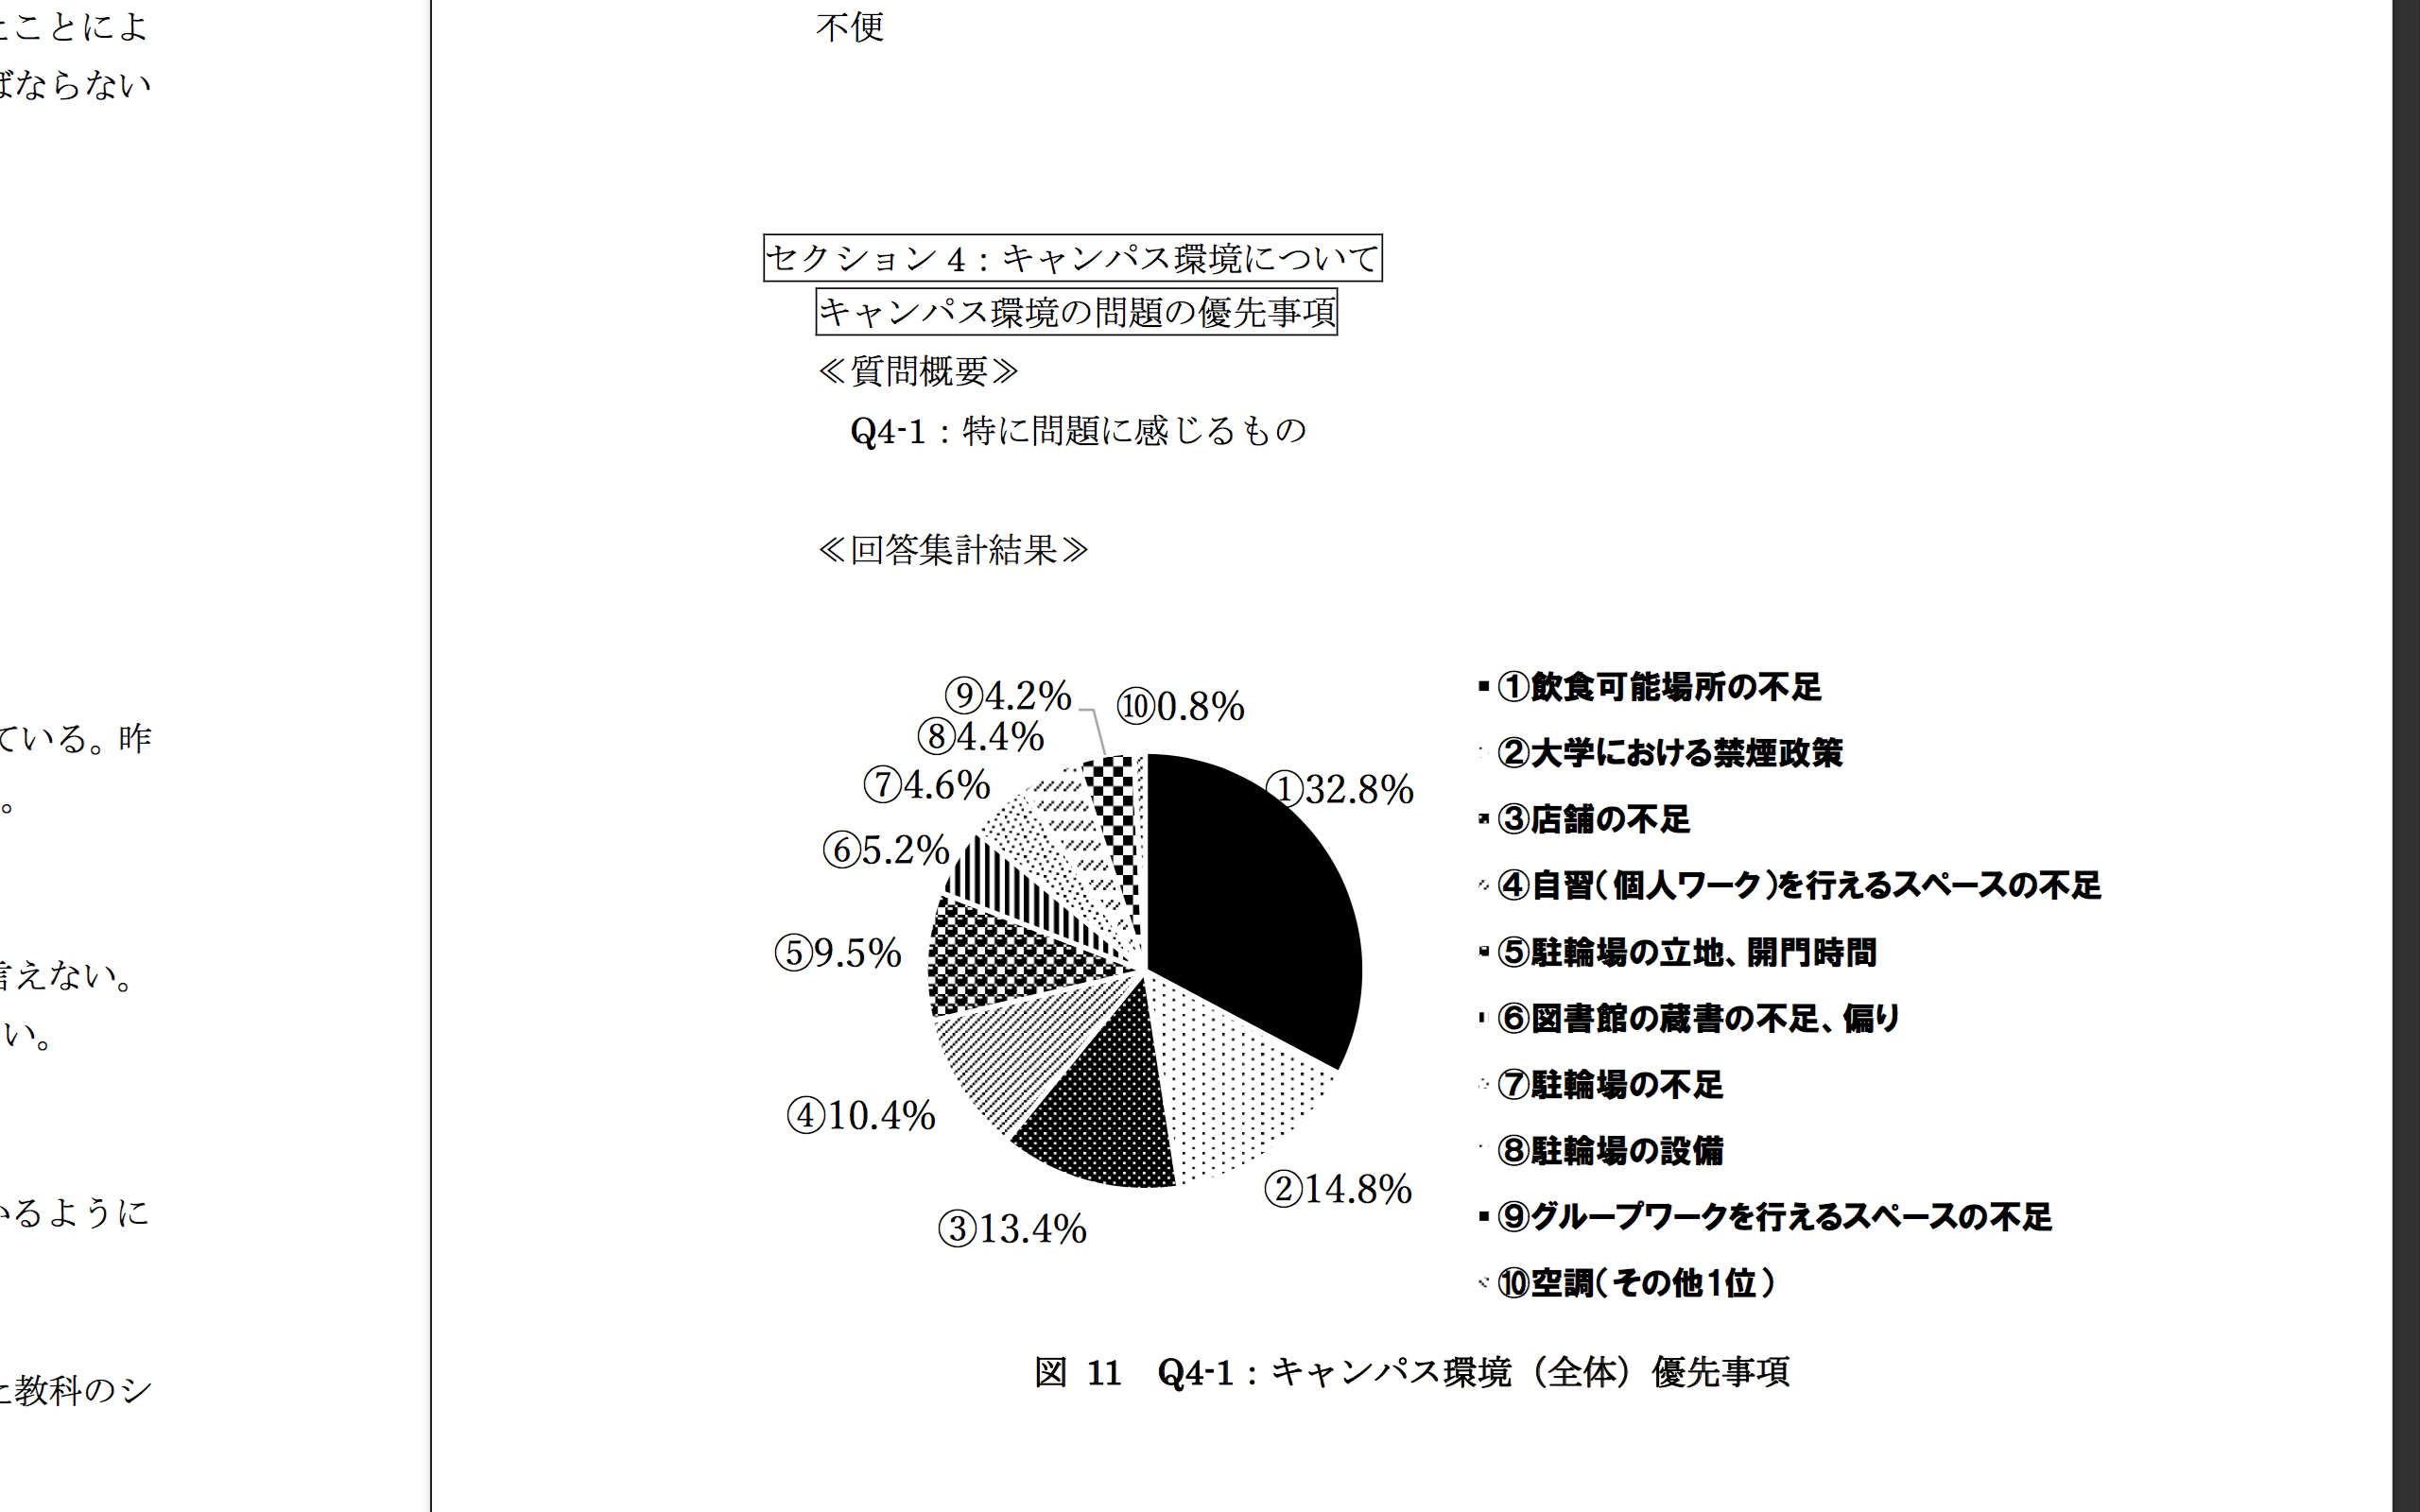 たことによ
ばならない
ている。昨
。
言えない。
い。
いるように
た教科のシ
不便
セクション 4：キャンパス環境について
キャンパス環境の問題の優先事項
≪質問概要≫
Q4-1：特に問題に感じるもの
≪回答集計結果≫
⑨4.2%
⑩0.8%
⑧4.4%
⑦4.6%
①32.8%
⑥5.2%
⑤9.5%
④10.4%
②14.8%
③13.4%
①飲食可能場所の不足
②大学における禁煙政策
③店舗の不足
④自習(個人ワーク)を行えるスペースの不足
⑤駐輪場の立地、開門時間
⑥図書館の蔵書の不足、偏り
⑦駐輪場の不足
⑧駐輪場の設備
⑨グループワークを行えるスペースの不足
⑩空調(その他1位)
図 11　Q4-1：キャンパス環境（全体）優先事項